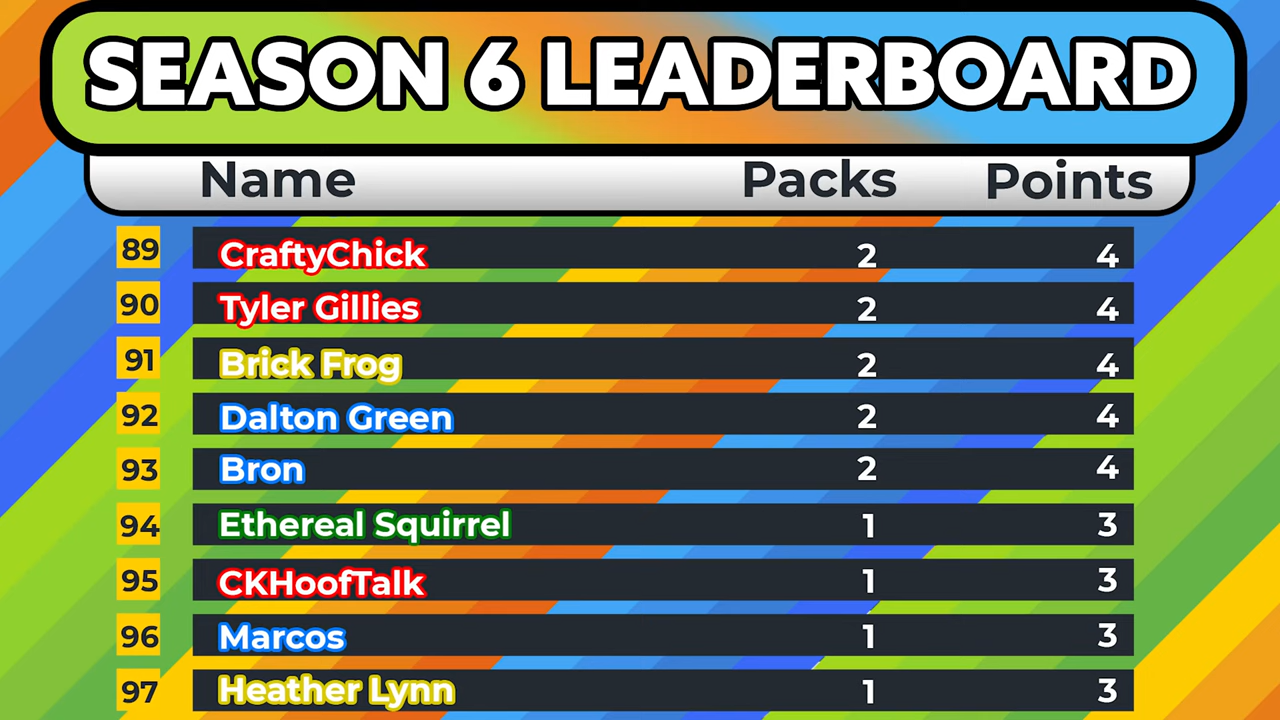 SEASON 6 LEADERBOARD
Name Packs Points
89 CraftyChick 2 4
90 Tyler Gillies 2 4
91 Brick Frog 2 4
92 Dalton Green 2 4
93 Bron 2 4
94 Ethereal Squirrel 1 3
95 CKHoofTalk 1 3
96 Marcos 1 3
97 Heather Lynn 1 3